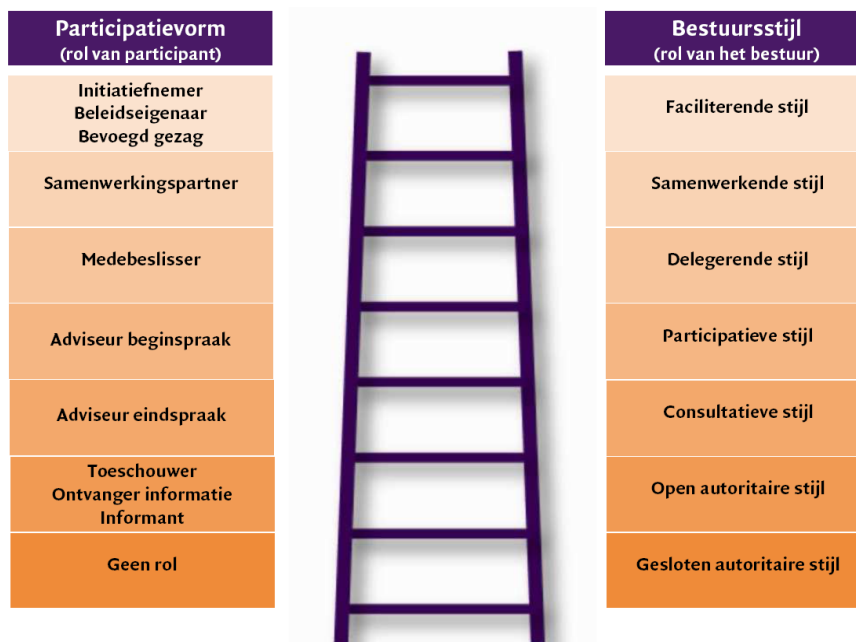 Participatievorm
(rol van participant)
Initiatiefnemer
Beleidseigenaar
Bevoegd gezag
Samenwerkingspartner
Medebeslisser
Adviseur beginspraak
Adviseur eindspraak
Toeschouwer
Ontvanger informatie
Informant
Geen rol
Bestuursstijl
(rol van het bestuur)
Faciliterende stijl
Samenwerkende stijl
Delegerende stijl
Participatieve stijl
Consultatieve stijl
Open autoritaire stijl
Gesloten autoritaire stijl